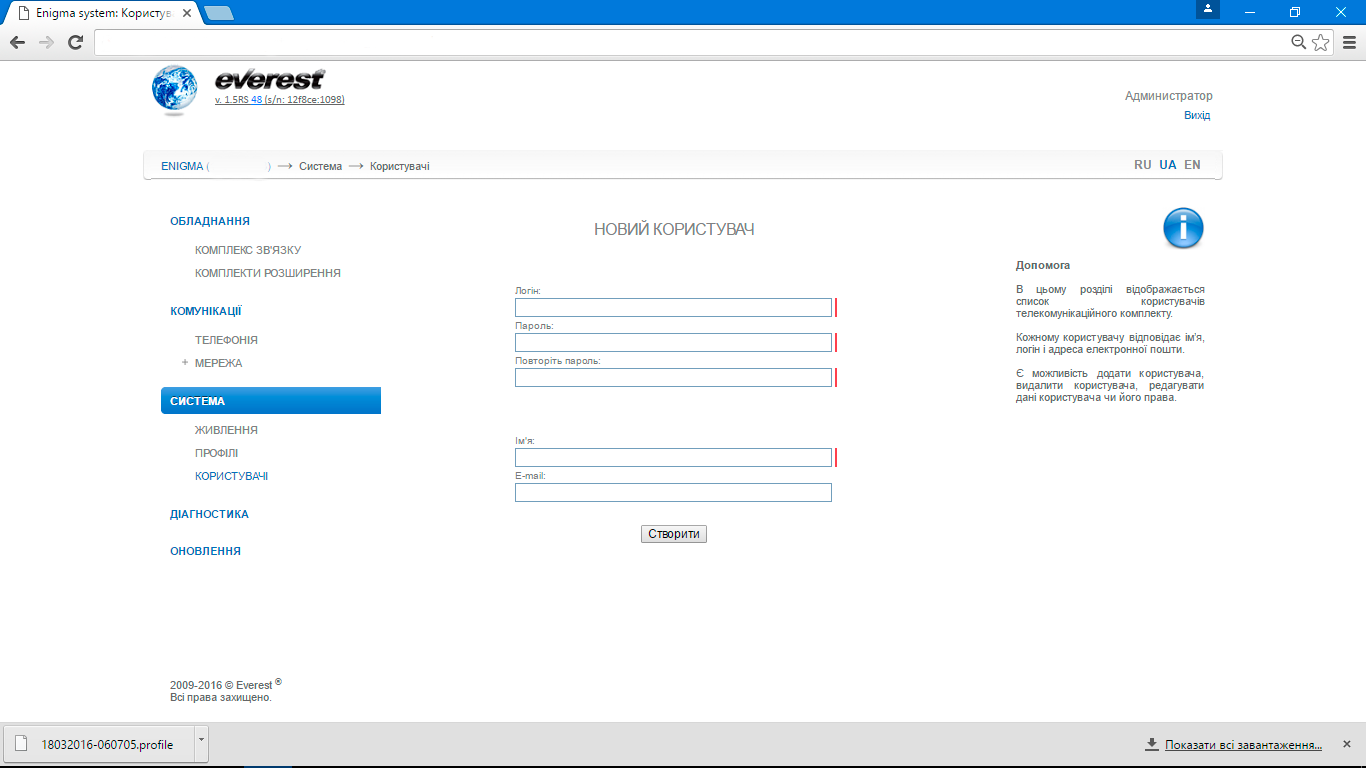 Enigma system: Користув
everest
v. 1.5RS 48 (s/n: 12f8ce:1098)
Администратор
Вихід
ENIGMA ( ) → Система → Користувачі
RU UA EN
ОБЛАДНАННЯ
КОМПЛЕКС ЗВ'ЯЗКУ
КОМПЛЕКТИ РОЗШИРЕННЯ
КОМУНІКАЦІЇ
ТЕЛЕФОНІЯ
+ МЕРЕЖА
СИСТЕМА
ЖИВЛЕННЯ
ПРОФІЛІ
КОРИСТУВАЧІ
ДІАГНОСТИКА
ОНОВЛЕННЯ
НОВИЙ КОРИСТУВАЧ
Логін:
Пароль:
Повторіть пароль:
Ім'я:
E-mail:
Створити
i
Допомога
В цьому розділі відображається
список користувачів
телекомунікаційного комплекту.
Кожному користувачу відповідає ім'я,
логін і адреса електронної пошти.
Є можливість додати користувача,
видалити користувача, редагувати
дані користувача чи його права.
2009-2016 © Everest ®
Всі права захищено.
18032016-060705.profile
Показати всі завантаження...